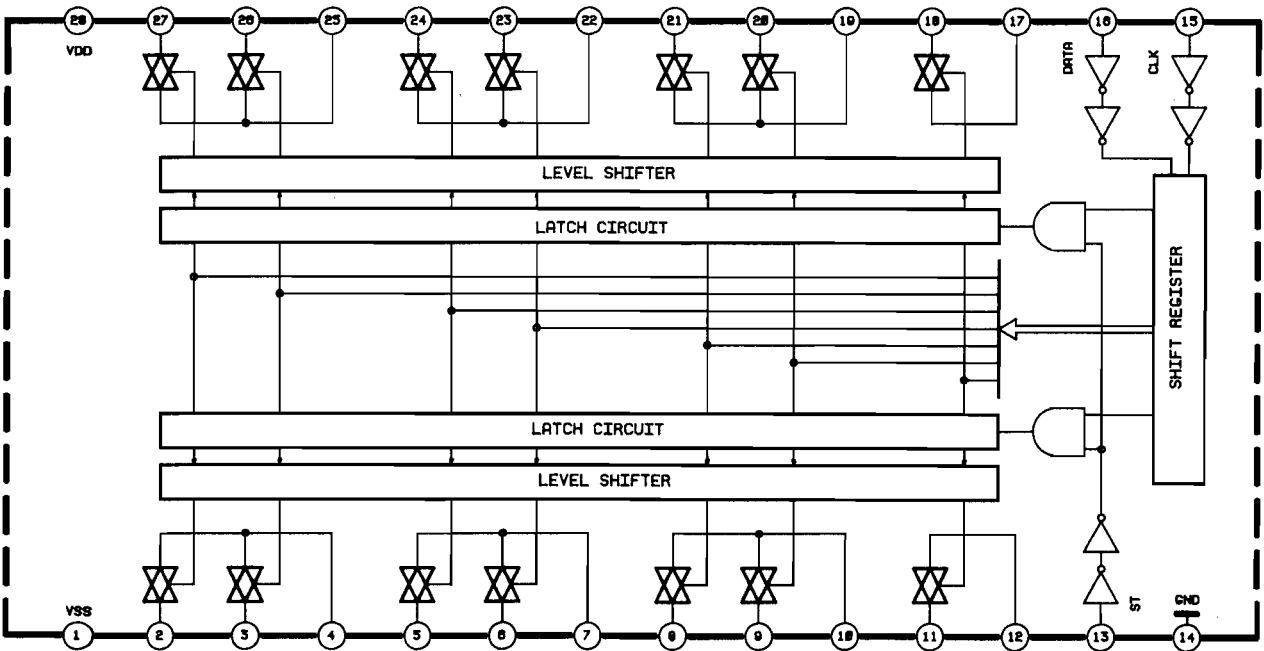 28 27 26 25 24 23 22 21 20 19 18 17 16 15
VDD
DATA
CLK
LEVEL SHIFTER
LATCH CIRCUIT
SHIFT REGISTER
LATCH CIRCUIT
LEVEL SHIFTER
VSS
ST
GND
1 2 3 4 5 6 7 8 9 10 11 12 13 14